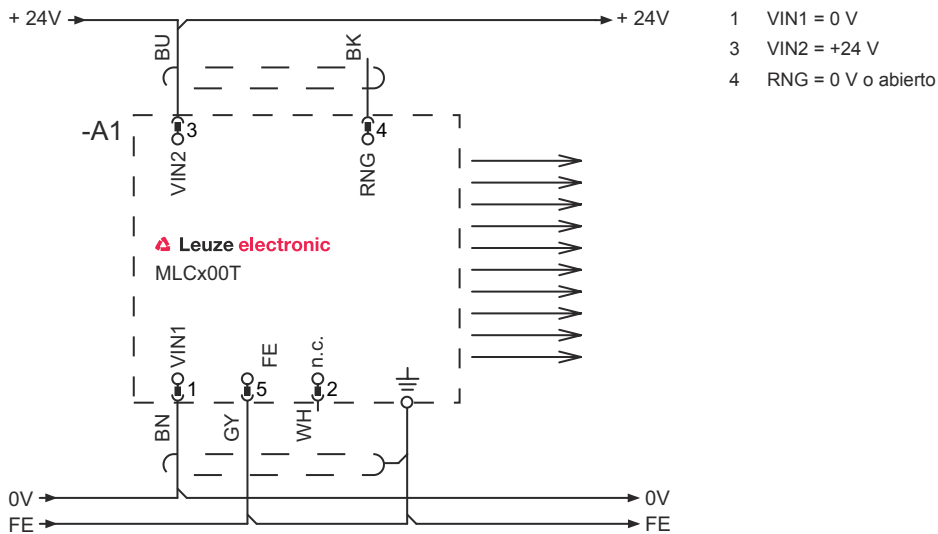 + 24V
+ 24V
1 VIN1 = 0 V
3 VIN2 = +24 V
4 RNG = 0 V o abierto
BU
BK
-A1
3
4
VIN2
RNG
Leuze electronic
MLCx00T
VIN1
FE
n.c.
1
5
2
BN
GY
WH
0V
0V
FE
FE